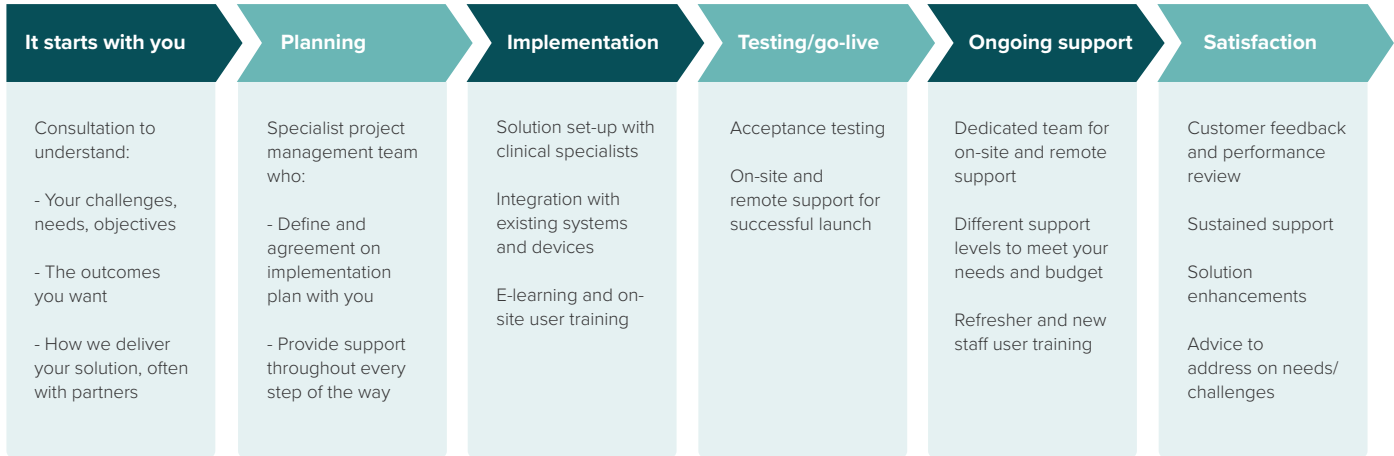 It starts with you
Consultation to
understand:
- Your challenges,
needs, objectives
- The outcomes
you want
- How we deliver
your solution, often
with partners
Planning
Specialist project
management team
who:
- Define and
agreement on
implementation
plan with you
- Provide support
throughout every
step of the way
Implementation
Solution set-up with
clinical specialists
Integration with
existing systems
and devices
E-learning and on-
site user training
Testing/go-live
Acceptance testing
On-site and
remote support for
successful launch
Ongoing support
Dedicated team for
on-site and remote
support
Different support
levels to meet your
needs and budget
Refresher and new
staff user training
Satisfaction
Customer feedback
and performance
review
Sustained support
Solution
enhancements
Advice to
address on needs/
challenges